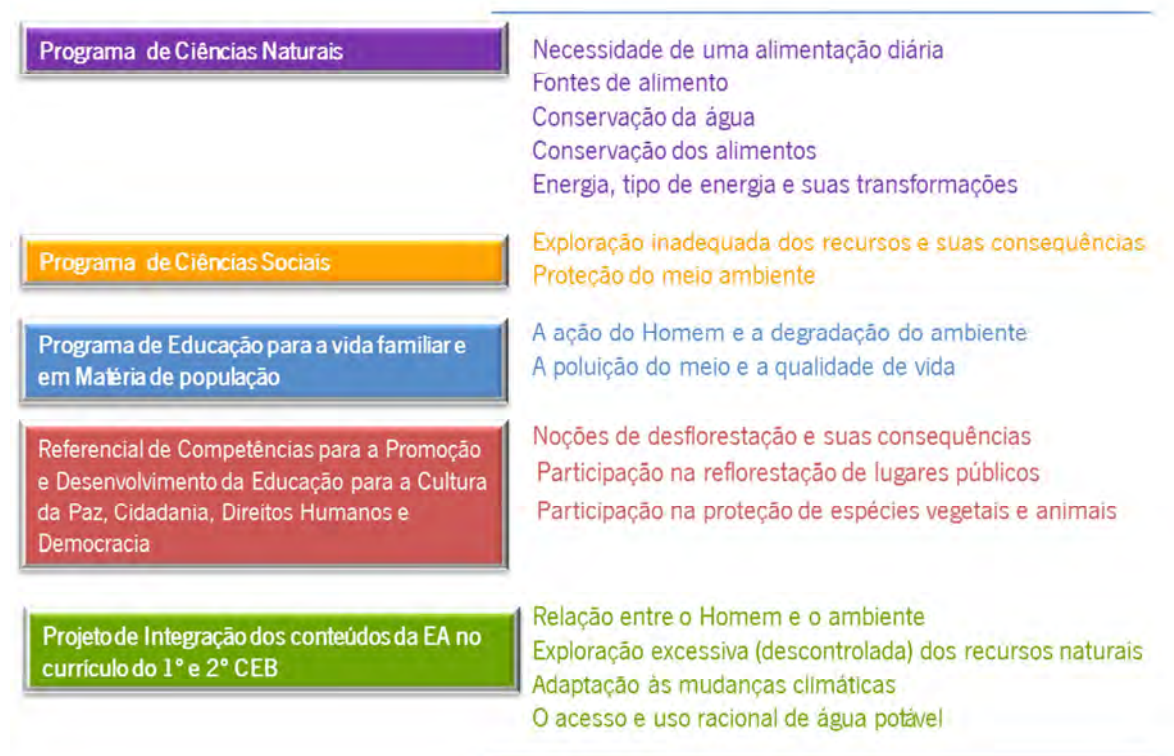 Programa de Ciências Naturais
Necessidade de uma alimentação diária
Fontes de alimento
Conservação da água
Conservação dos alimentos
Energia, tipo de energia e suas transformações
Programa de Ciências Sociais
Exploração inadequada dos recursos e suas consequências
Proteção do meio ambiente
Programa de Educação para a vida familiar e
em Matéria de população
A ação do Homem e a degradação do ambiente
A poluição do meio e a qualidade de vida
Referencial de Competências para a Promoção
e Desenvolvimento da Educação para a Cultura
da Paz, Cidadania, Direitos Humanos e
Democracia
Noções de desflorestação e suas consequências
Participação na reflorestação de lugares públicos
Participação na proteção de espécies vegetais e animais
Projeto de Integração dos conteúdos da EA no
currículo do 1º e 2º CEB
Relação entre o Homem e o ambiente
Exploração excessiva (descontrolada) dos recursos naturais
Adaptação às mudanças climáticas
O acesso e uso racional de água potável